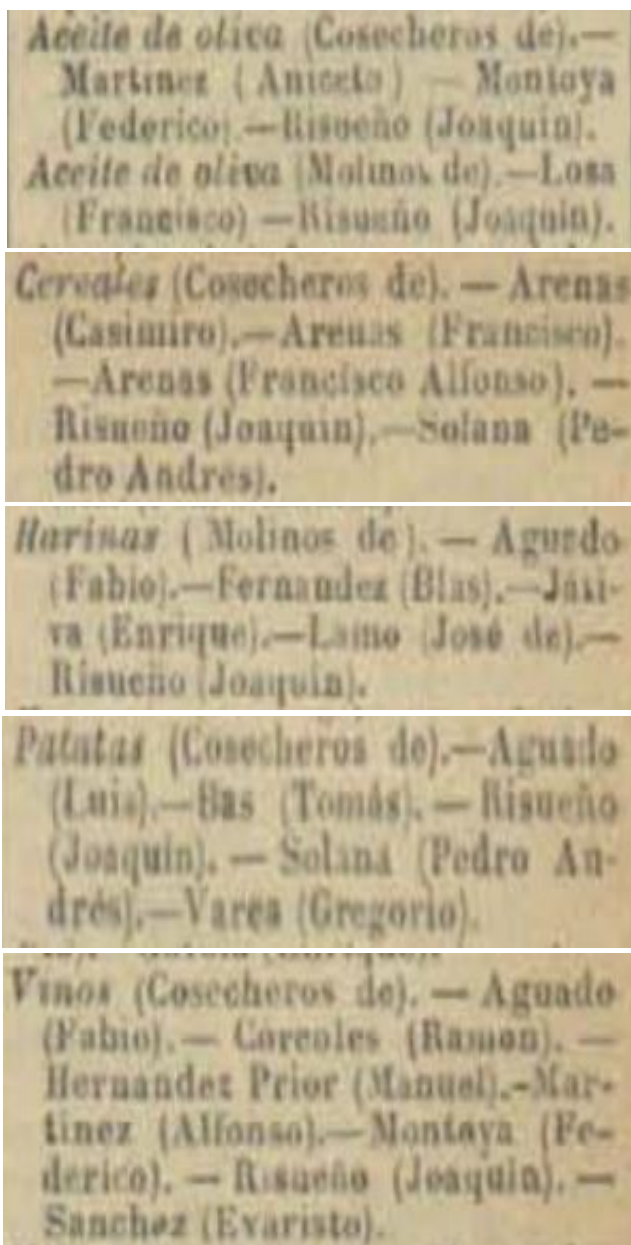 Aceite de oliva (Cosecheros de).—
Martinez (Aniceto) — Montoya
(Federico).—Risueño (Joaquin).
Aceite de oliva (Molinos de).—Losa
(Francisco) —Risueño (Joaquin).
Cereales (Cosecheros de). — Arenas
(Casimiro).—Arenas (Francisco).
—Arenas (Francisco Alfonso). —
Risueño (Joaquin).—Solana (Pe-
dro Andrés).
Harinas (Molinos de). — Aguado
(Fabio).—Fernandez (Blas).—Játi-
va (Enrique).—Lamo (José de).—
Risueño (Joaquin).
Patatas (Cosecheros de).—Aguado
(Luis).—Bas (Tomás). — Risueño
(Joaquin). — Solana (Pedro An-
drés).—Varea (Gregorio).
Vinos (Cosecheros de). — Aguado
(Fabio). — Corcoles (Ramon). —
Hernandez Prior (Manuel).-Mar-
tinez (Alfonso).—Montoya (Fe-
derico). — Risueño (Joaquin). —
Sanchez (Evaristo).